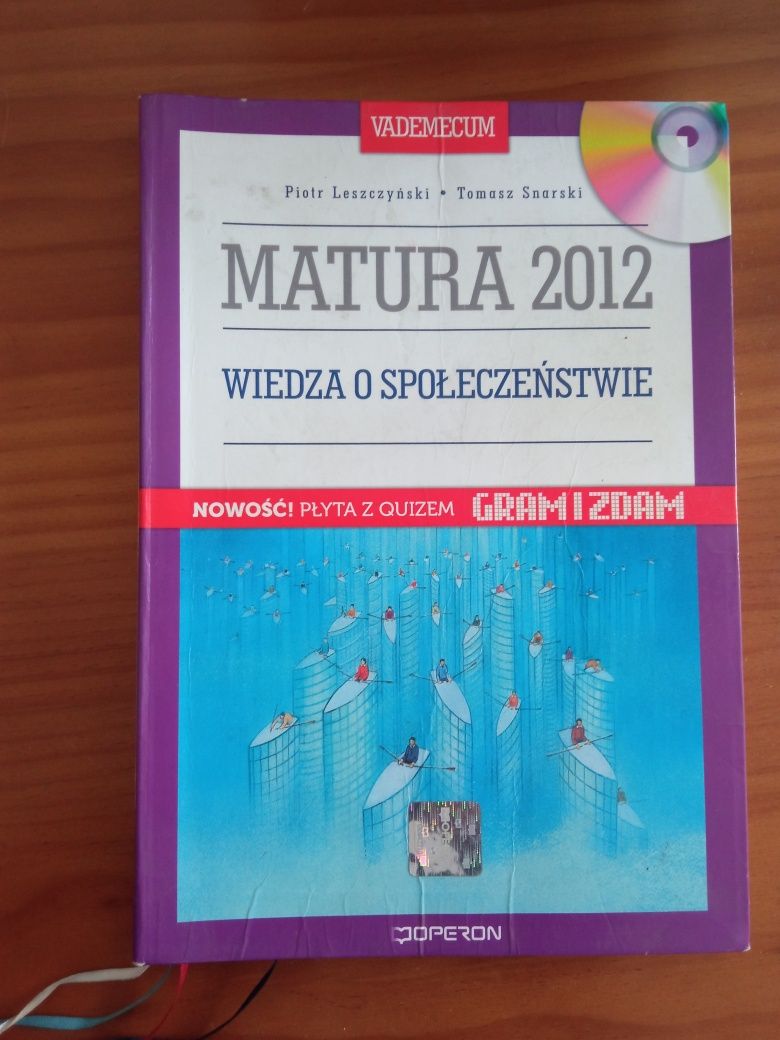 VADEMECUM
Piotr Leszczyński • Tomasz Snarski
MATURA 2012
WIEDZA O SPOŁECZEŃSTWIE
NOWOŚĆ! PŁYTA Z QUIZEM GRAM I ZDAM
OPERON